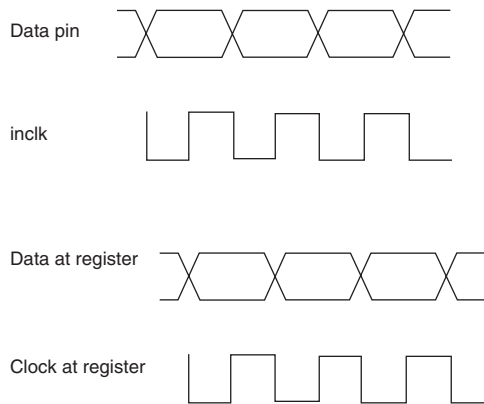 Data pin
inclk
Data at register
Clock at register